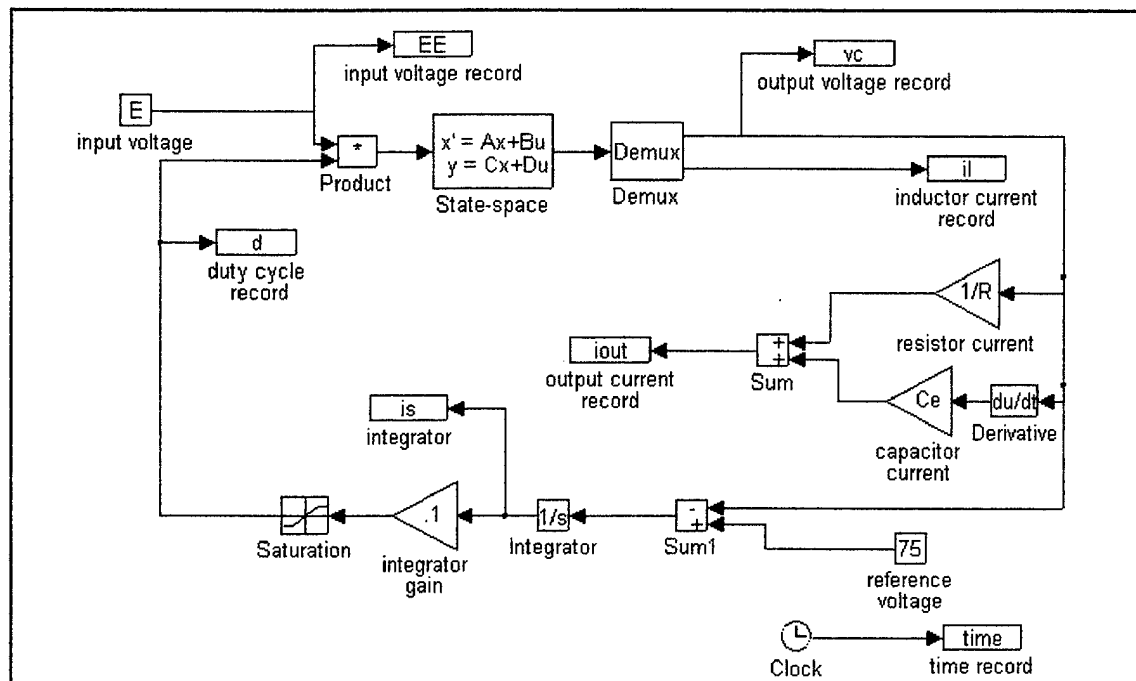 EE
input voltage record
vc
output voltage record
E
input voltage
*
Product
x' = Ax+Bu
y = Cx+Du
State-space
Demux
Demux
il
inductor current
record
d
duty cycle
record
1/R
resistor current
iout
output current
record
+
+
Sum
Ce
capacitor
current
du/dt
Derivative
is
integrator
Saturation
.1
integrator
gain
1/s
Integrator
-
+
Sum1
75
reference
voltage
Clock
time
time record